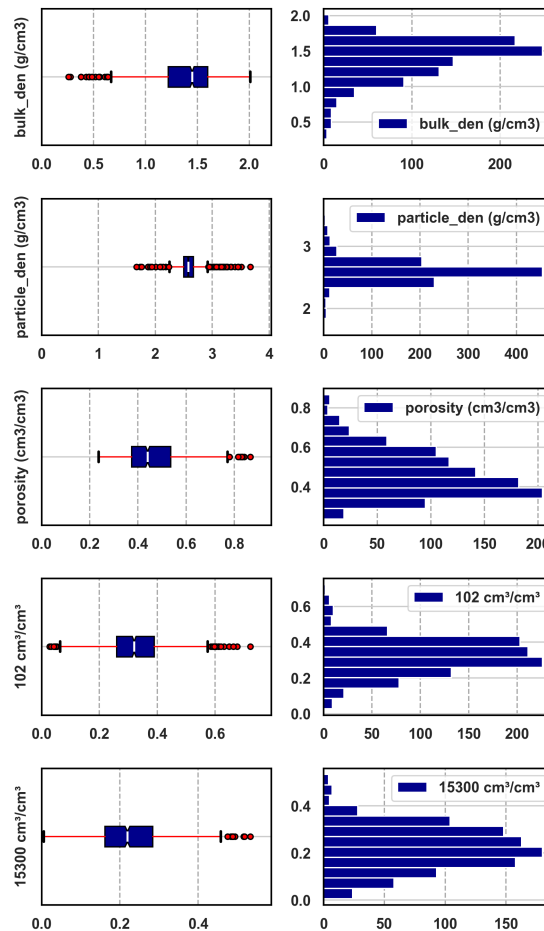 bulk_den (g/cm3)
0.0 0.5 1.0 1.5 2.0
2.0
1.5
1.0
0.5
bulk_den (g/cm3)
0 100 200
particle_den (g/cm3)
0 1 2 3 4
3
2
particle_den (g/cm3)
0 100 200 300 400
porosity (cm3/cm3)
0.0 0.2 0.4 0.6 0.8
0.8
0.6
0.4
porosity (cm3/cm3)
0 50 100 150 200
102 cm³/cm³
0.0 0.2 0.4 0.6
0.6
0.4
0.2
0.0
102 cm³/cm³
0 50 100 150 200
15300 cm³/cm³
0.0 0.2 0.4
0.4
0.2
0.0
15300 cm³/cm³
0 50 100 150